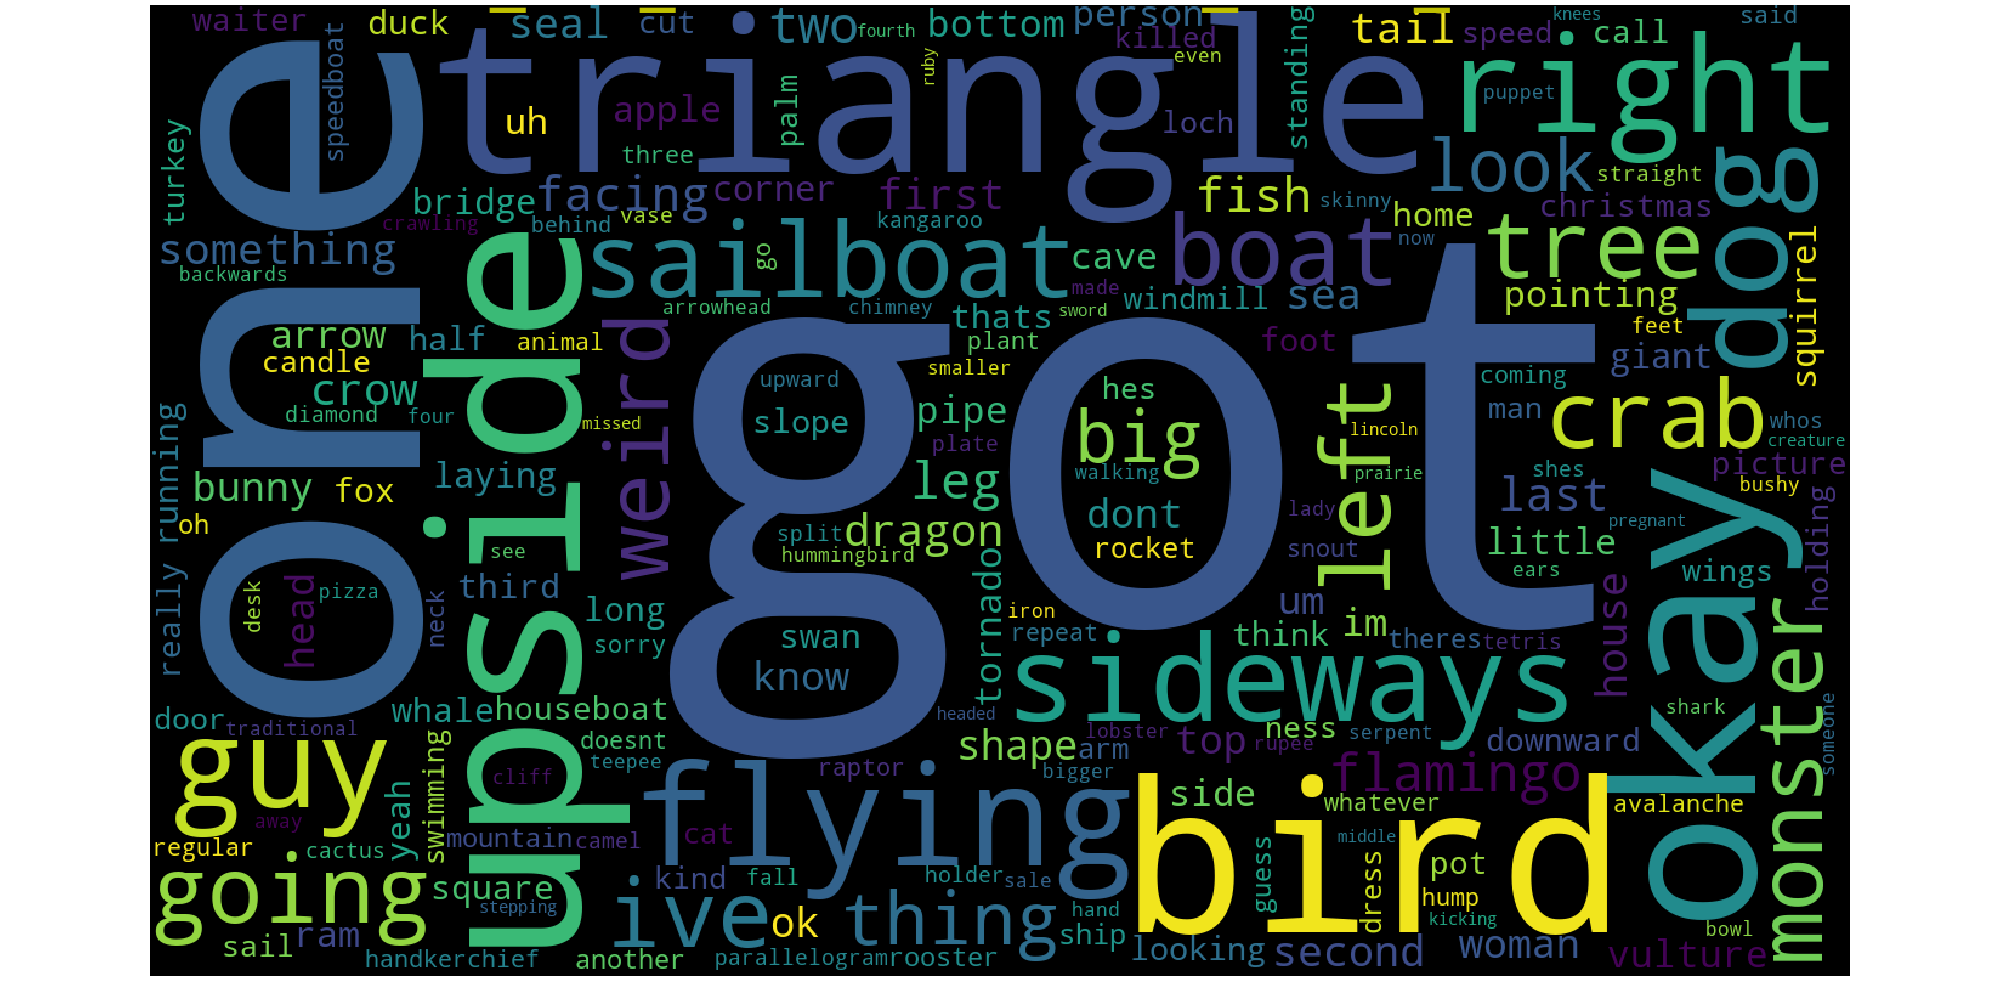 waiter
duck
seal
cut
two
fourth
bottom
person
killed
even
tail
speed
knees
call
said
speedboat
one
triangle
uh
apple
palm
ruby
loch
standing
right
puppet
turkey
three
look
straight
dog
bridge
facing
corner
first
fish
skinny
home
christmas
crawling
behind
vase
kangaroo
now
tree
something
backwards
upside
sailboat
go
cave
boat
made
windmill
sea
pointing
squirrel
arrowhead
chimney
thats
sword
arrow
half
animal
weird
plant
foot
feet
giant
candle
crow
upward
smaller
hes
left
coming
crab
diamond
four
missed
slope
pipe
big
lincoln
man
whos
creature
plate
got
bunny
fox
laying
leg
walking
prairie
last
shes
picture
bushy
running
oh
see
split
dragon
dont
lady
little
pregnant
holding
hummingbird
rocket
snout
ears
wings
okay
really
desk
head
pizza
neck
third
long
tornado
iron
um
im
house
monster
sorry
swan
repeat
think
theres
tetris
know
sideways
door
traditional
whale
houseboat
headed
shark
someone
doesnt
teepee
shape
arm
lobster
top
ness
rupee
serpent
downward
guy
cliff
flying
raptor
bigger
side
flamingo
whatever
avalanche
away
yeah
swimming
mountain
camel
cat
bird
middle
regular
cactus
going
square
kind
fall
holder
sale
guess
dress
pot
hump
stepping
ive
ok
thing
hand
ship
kicking
bowl
sail
ram
handkerchief
another
parallelogram
rooster
looking
second
woman
vulture